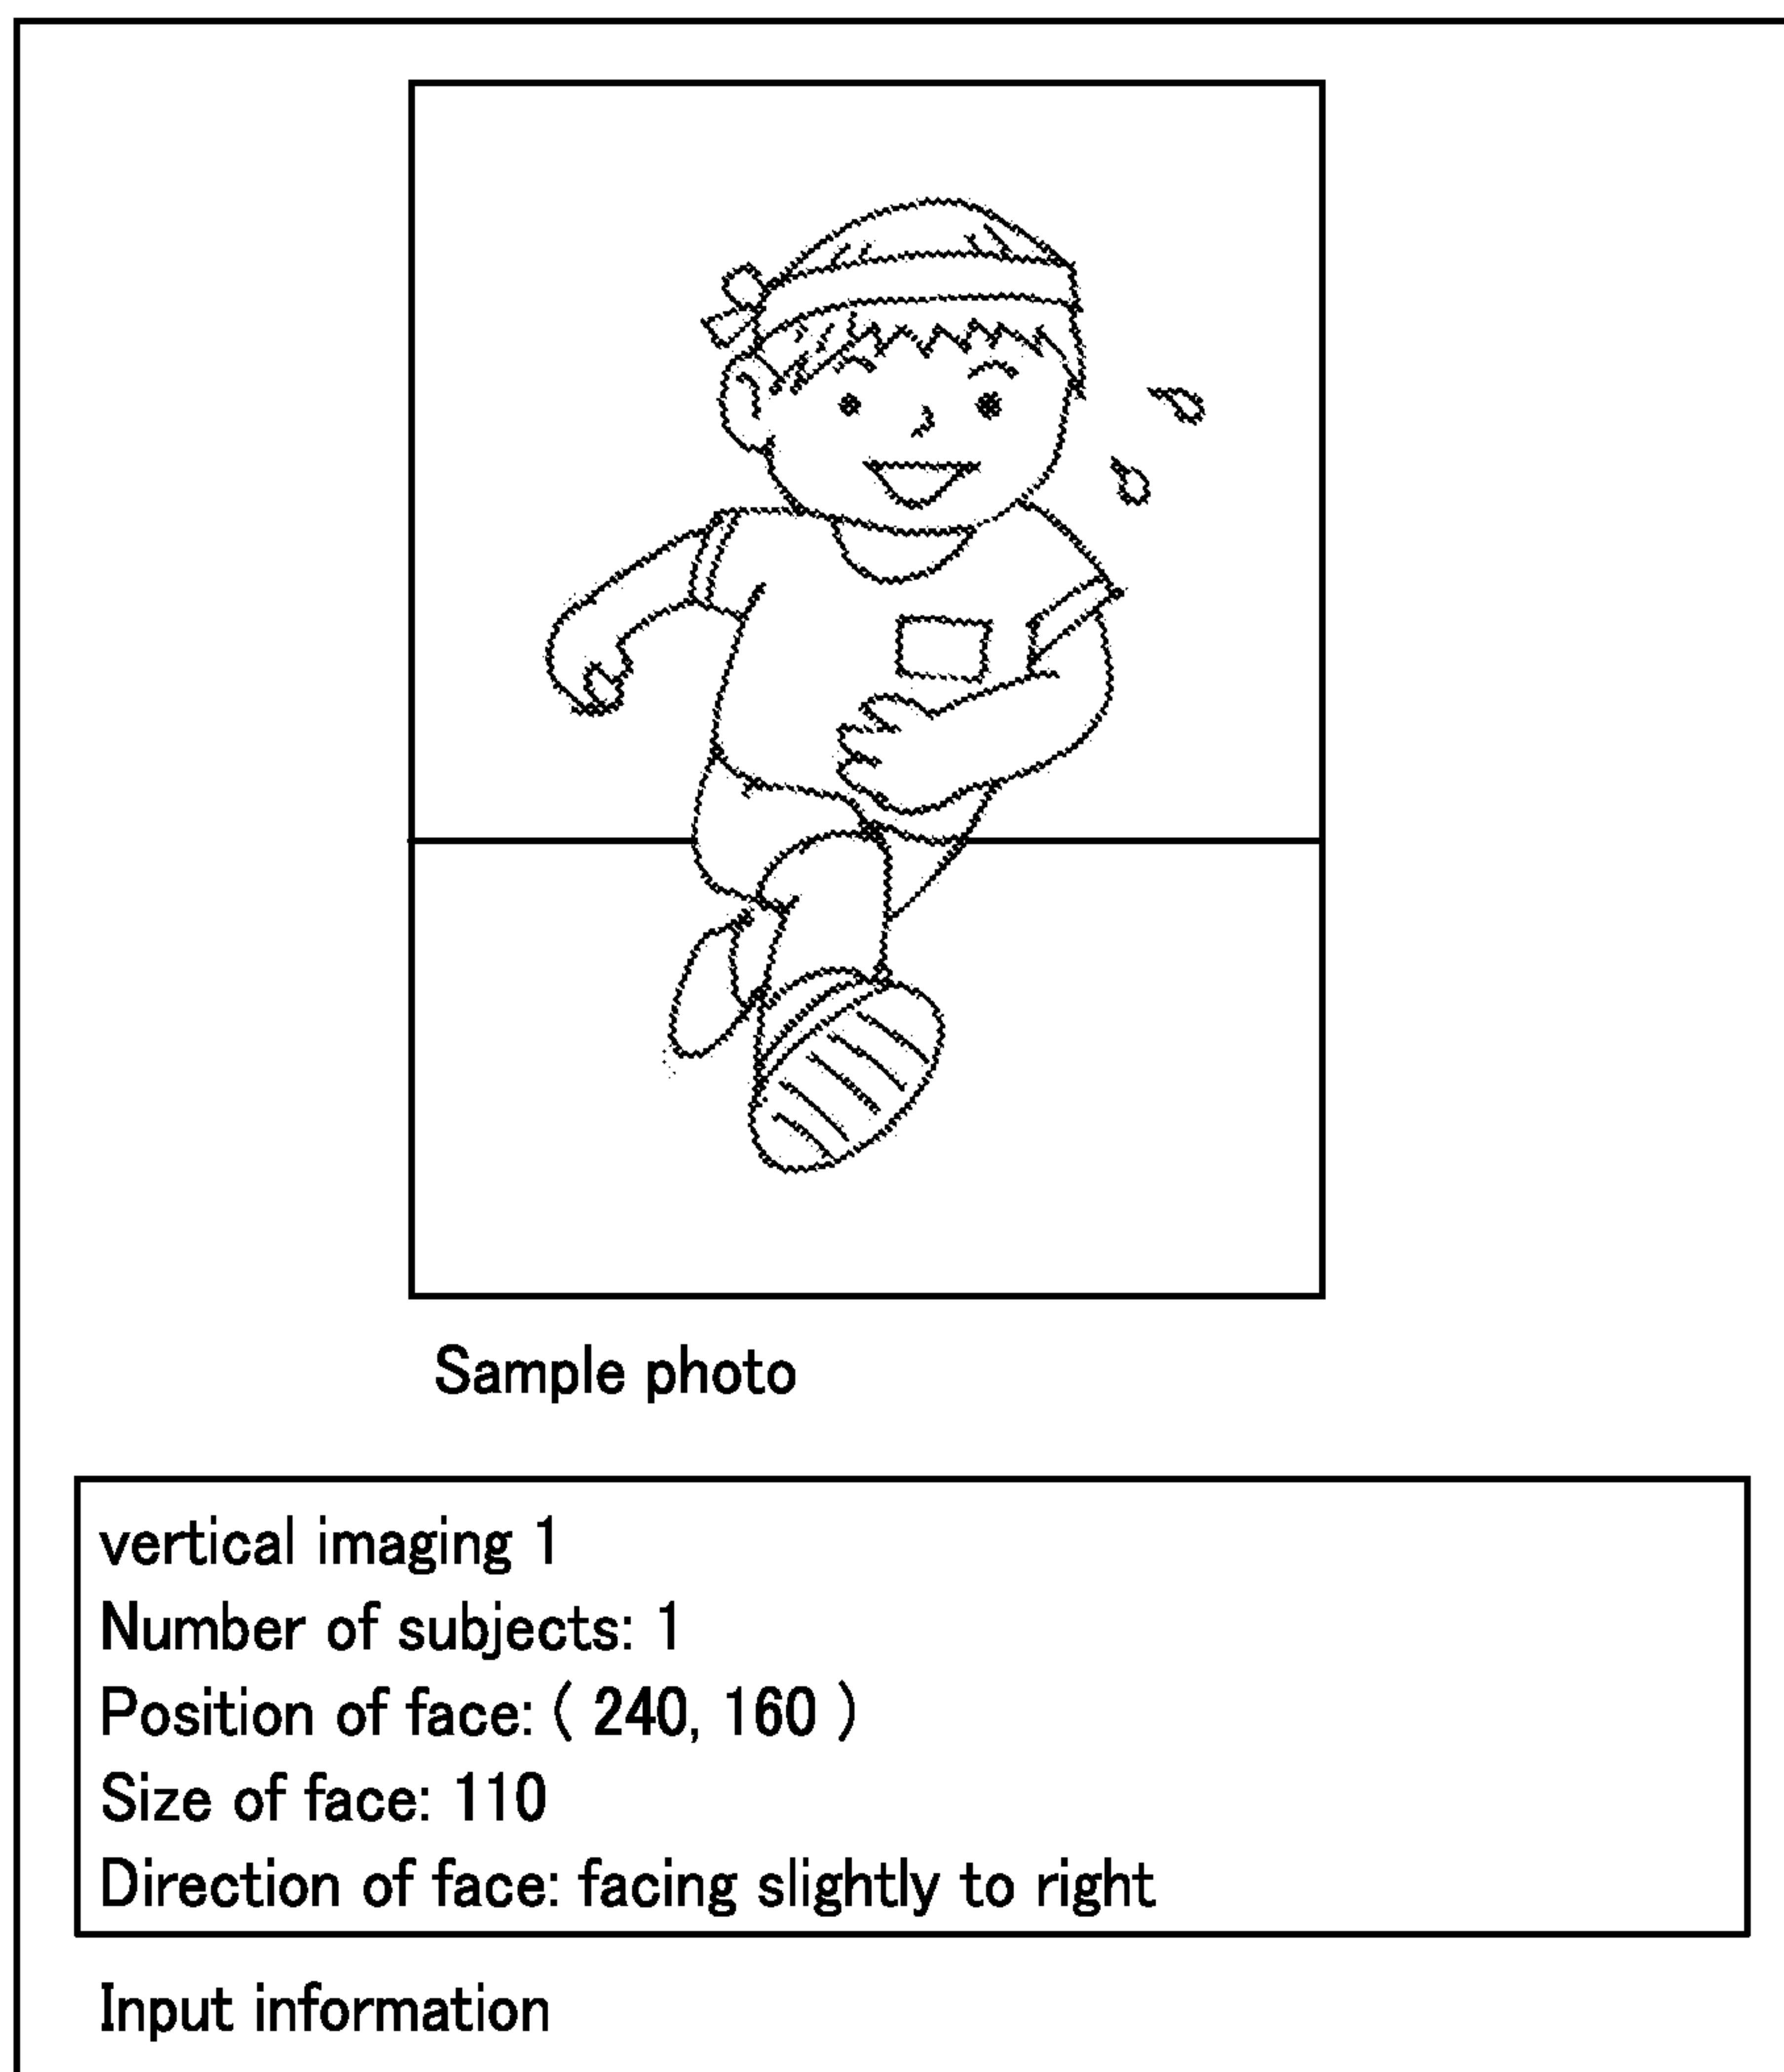 Sample photo
vertical imaging 1
Number of subjects: 1
Position of face: ( 240, 160 )
Size of face: 110
Direction of face: facing slightly to right
Input information